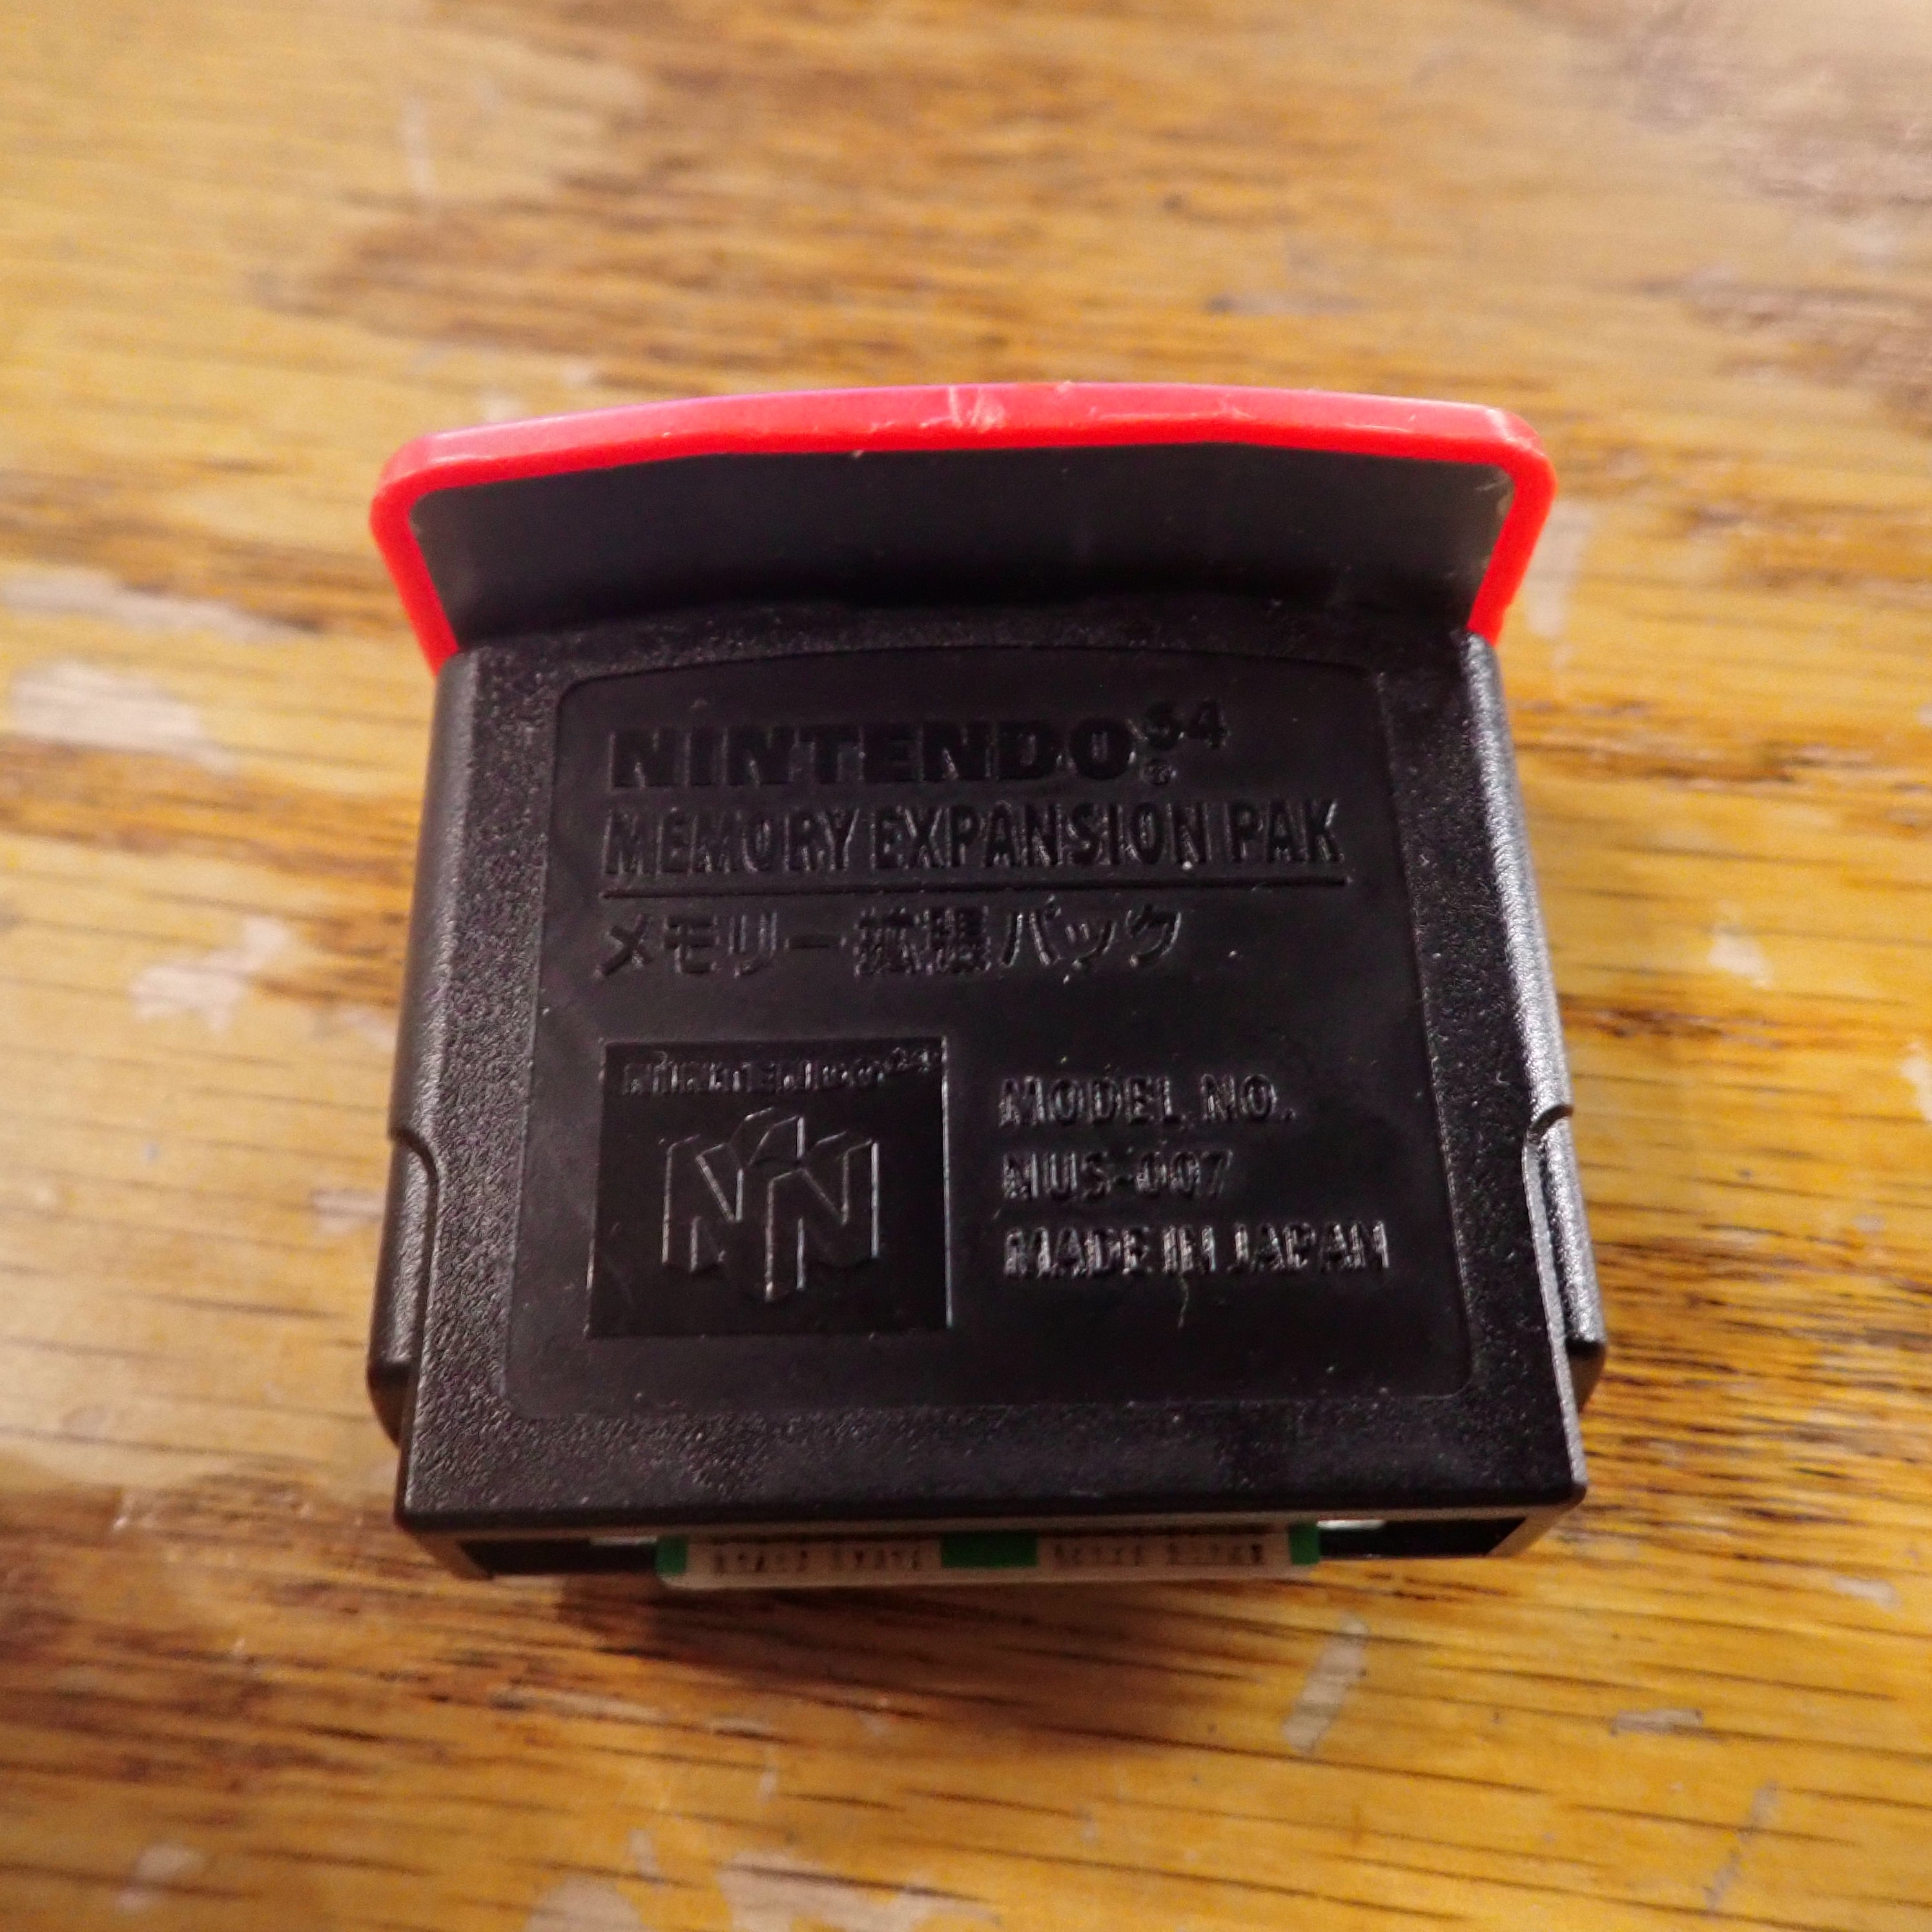 NINTENDO64®
MEMORY EXPANSION PAK
メモリー拡張パック
NINTENDO64
MODEL NO.
NUS-007
MADE IN JAPAN